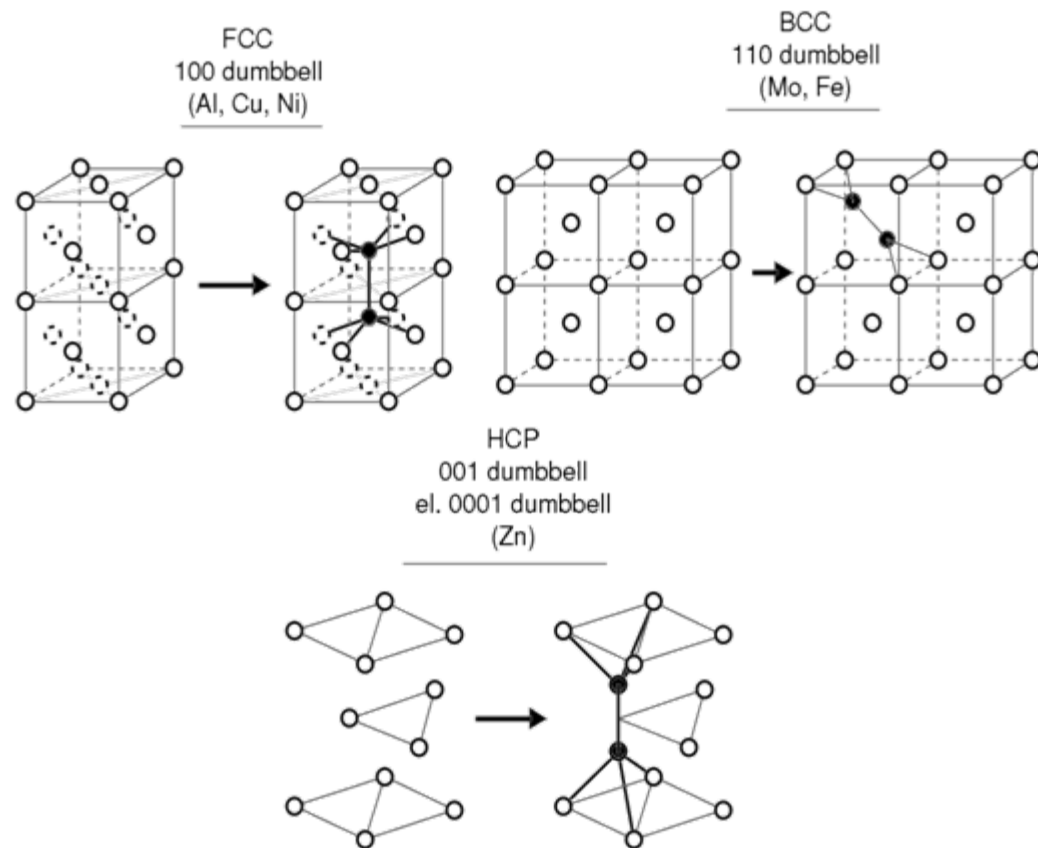 FCC
100 dumbbell
(Al, Cu, Ni)
BCC
110 dumbbell
(Mo, Fe)
HCP
001 dumbbell
el. 0001 dumbbell
(Zn)